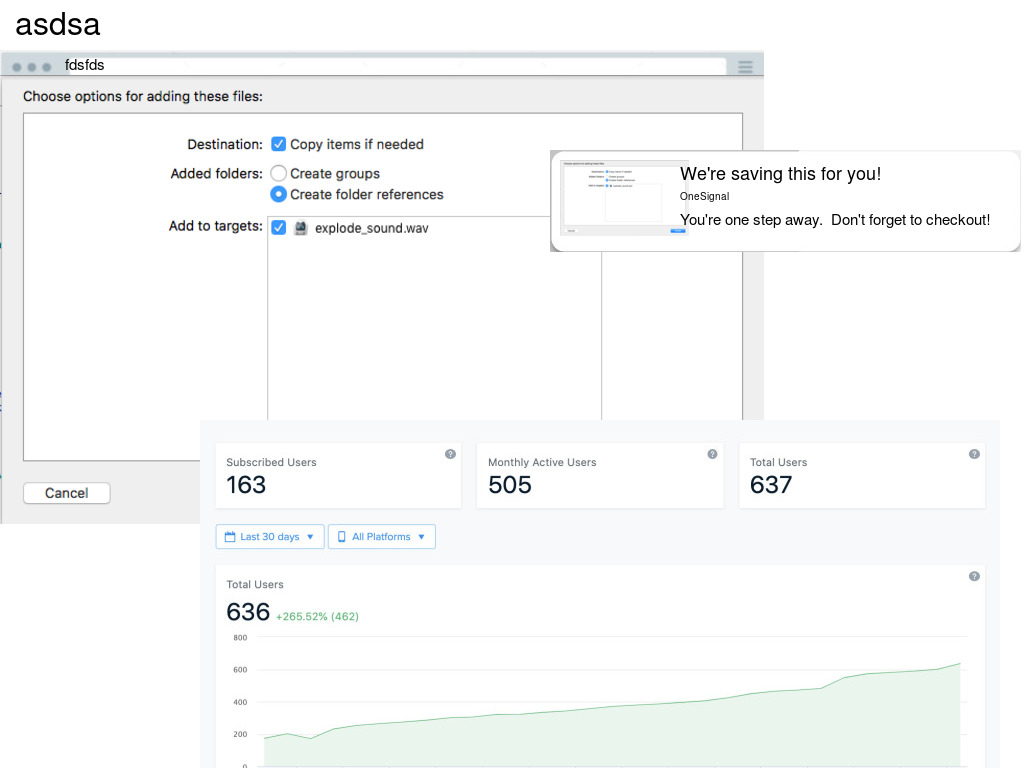 asdsa
fdsfds
Choose options for adding these files:
Destination: Copy items if needed
Added folders: Create groups
Create folder references
Add to targets: explode_sound.wav
Cancel
We're saving this for you!
OneSignal
You're one step away.  Don't forget to checkout!
Subscribed Users
163
Monthly Active Users
505
Total Users
637
Last 30 days
All Platforms
Total Users
636 +265.52% (462)
800
600
400
200
0